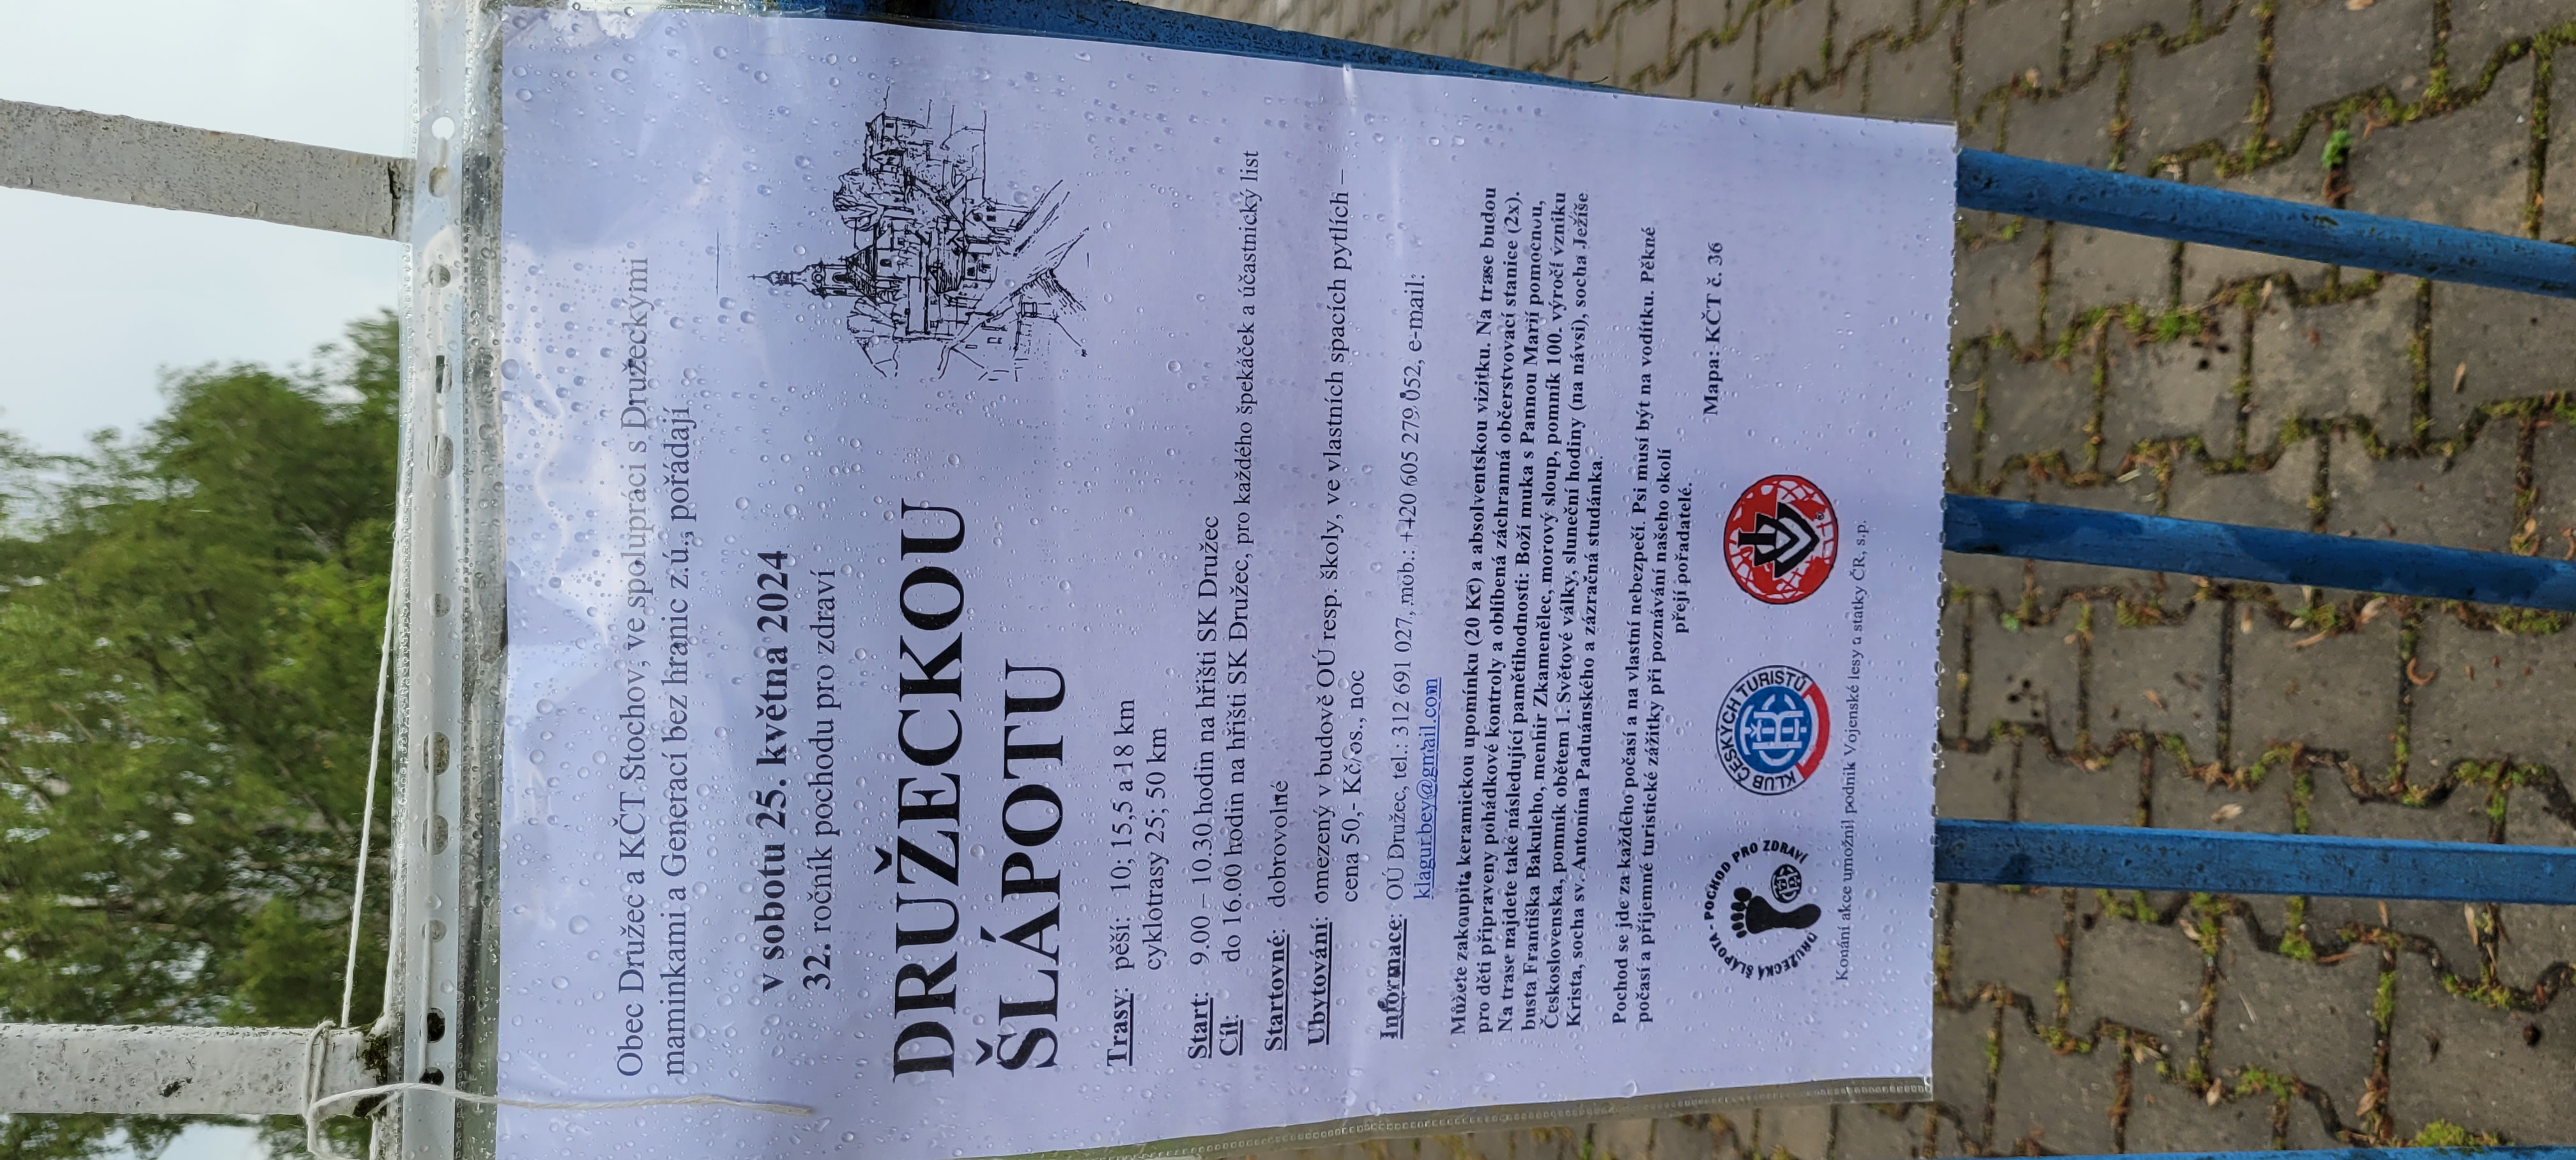 Obec Družec a KČT Stochov, ve spolupráci s Družeckými
maminkami a Generací bez hranic z.ú., pořádají
v sobotu 25. května 2024
32. ročník pochodu pro zdraví
DRUŽECKOU
ŠLÁPOTU
Trasy: pěší: 10; 15,5 a 18 km
cyklotrasy 25; 50 km
Start: 9.00 – 10.30 hodin na hřišti SK Družec
Cíl: do 16.00 hodin na hřišti SK Družec, pro každého špekáček a účastnický list
Startovné: dobrovolné
Ubytování: omezený v budově OÚ resp. školy, ve vlastních spacích pytlích –
cena 50,- Kč/os., noc
Informace: OÚ Družec, tel.: 312 691 027, mob.: +420 605 279 052, e-mail:
klagur.bey@gmail.com
Můžete zakoupit: keramickou upomínku (20 Kč) a absolventskou vizitku. Na trase budou
pro děti připraveny pohádkové kontroly a oblíbená záchranná občerstvovací stanice (2x).
Na trase najdete také následující pamětihodnosti: Boží muka s Pannou Marií pomocnou,
busta Františka Bakuleho, menhir Zkamenělec, morový sloup, pomník 100. výročí vzniku
Československa, pomník obětem 1. Světové války, sluneční hodiny (na návsi), socha Ježíše
Krista, socha sv. Antonína Paduánského a zázračná studánka.
Pochod se jde za každého počasí a na vlastní nebezpečí. Psi musí být na vodítku. Pěkné
počasí a příjemné turistické zážitky při poznávání našeho okolí
přejí pořadatelé.
Mapa: KČT č. 36
DRUŽECKÁ ŠLÁPOTA - POCHOD PRO ZDRAVÍ
KLUB ČESKÝCH TURISTŮ
Konání akce umožnil podnik Vojenské lesy a statky ČR, s.p.